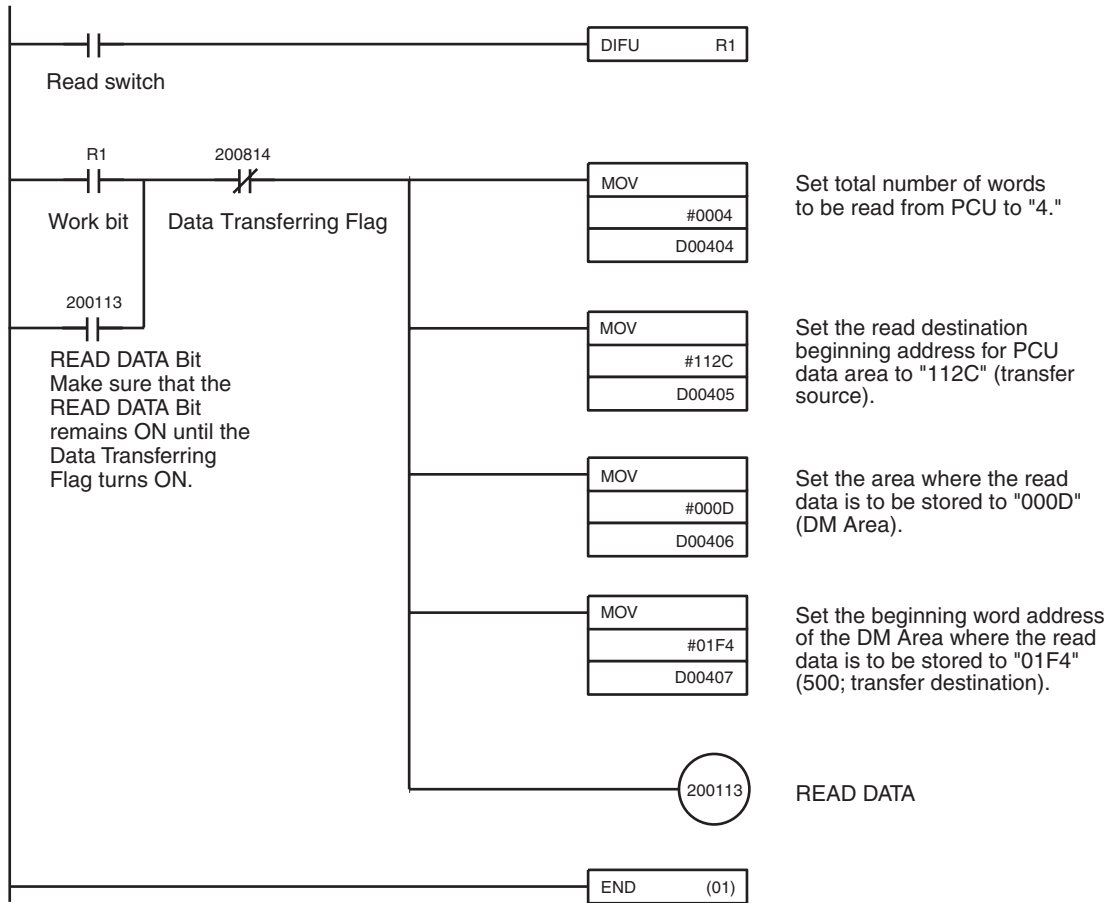 DIFU R1
Read switch
R1 200814
Work bit Data Transferring Flag
200113
READ DATA Bit
Make sure that the
READ DATA Bit
remains ON until the
Data Transferring
Flag turns ON.
MOV
#0004
D00404
Set total number of words
to be read from PCU to "4."
MOV
#112C
D00405
Set the read destination
beginning address for PCU
data area to "112C" (transfer
source).
MOV
#000D
D00406
Set the area where the read
data is to be stored to "000D"
(DM Area).
MOV
#01F4
D00407
Set the beginning word address
of the DM Area where the read
data is to be stored to "01F4"
(500; transfer destination).
200113
READ DATA
END (01)